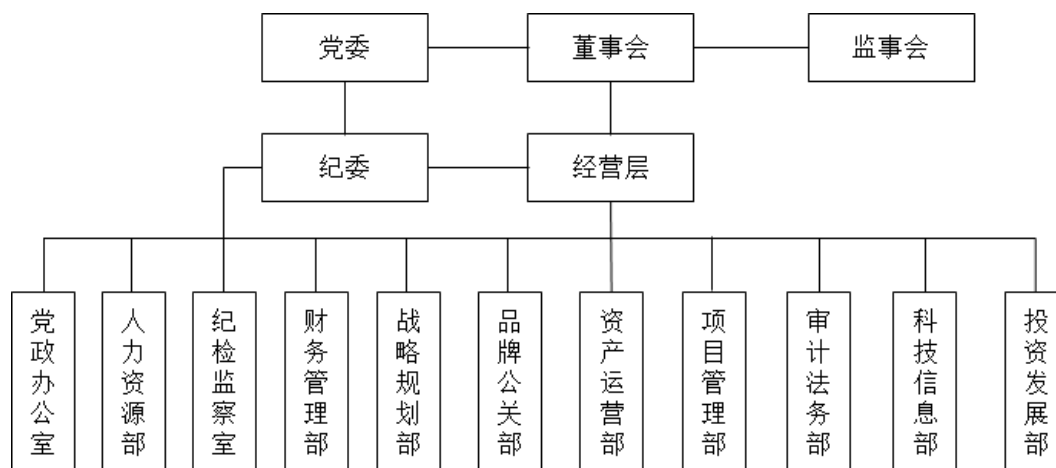 党委
董事会
监事会
纪委
经营层
党政办公室
人力资源部
纪检监察室
财务管理部
战略规划部
品牌公关部
资产运营部
项目管理部
审计法务部
科技信息部
投资发展部